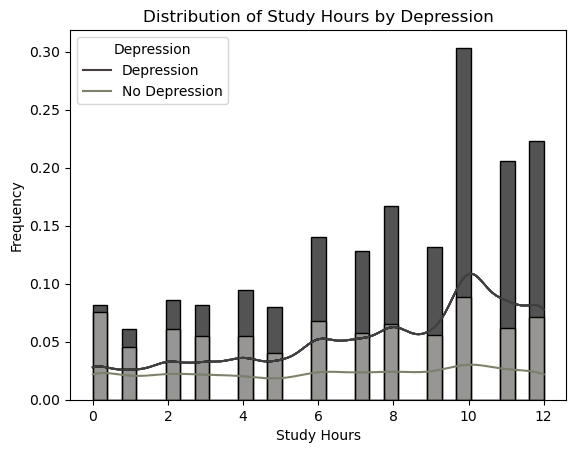 Distribution of Study Hours by Depression
Depression
Depression
No Depression
0.30
0.25
0.20
0.15
0.10
0.05
0.00
Frequency
0 2 4 6 8 10 12
Study Hours